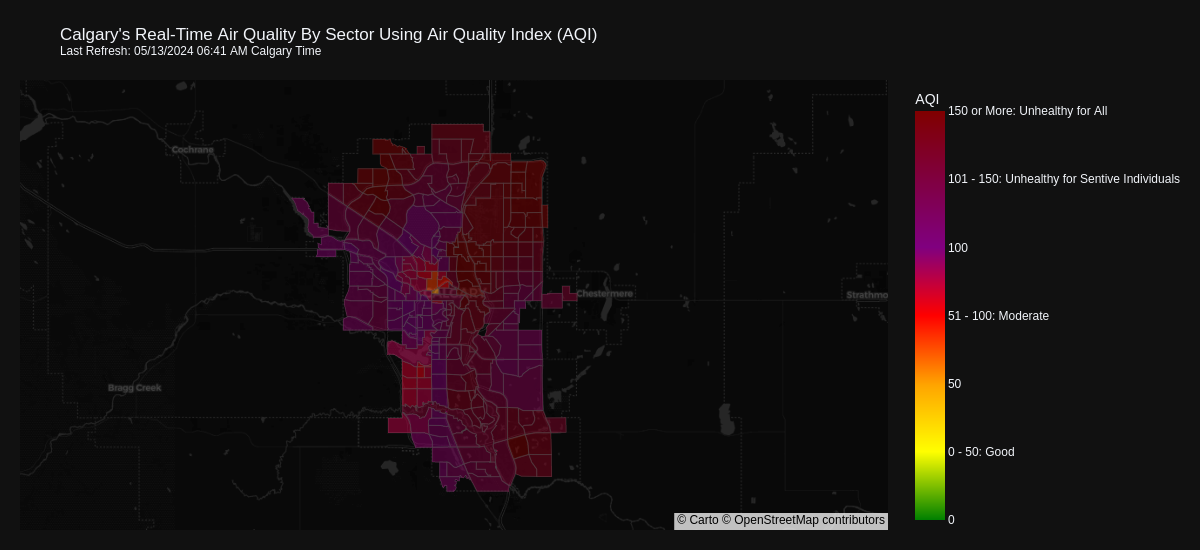 Calgary's Real-Time Air Quality By Sector Using Air Quality Index (AQI)
Last Refresh: 05/13/2024 06:41 AM Calgary Time
AQI
150 or More: Unhealthy for All
Cochrane
101 - 150: Unhealthy for Sentive Individuals
100
Chestermere
Strathmo
51 - 100: Moderate
Bragg Creek
50
0 - 50: Good
© Carto © OpenStreetMap contributors
0